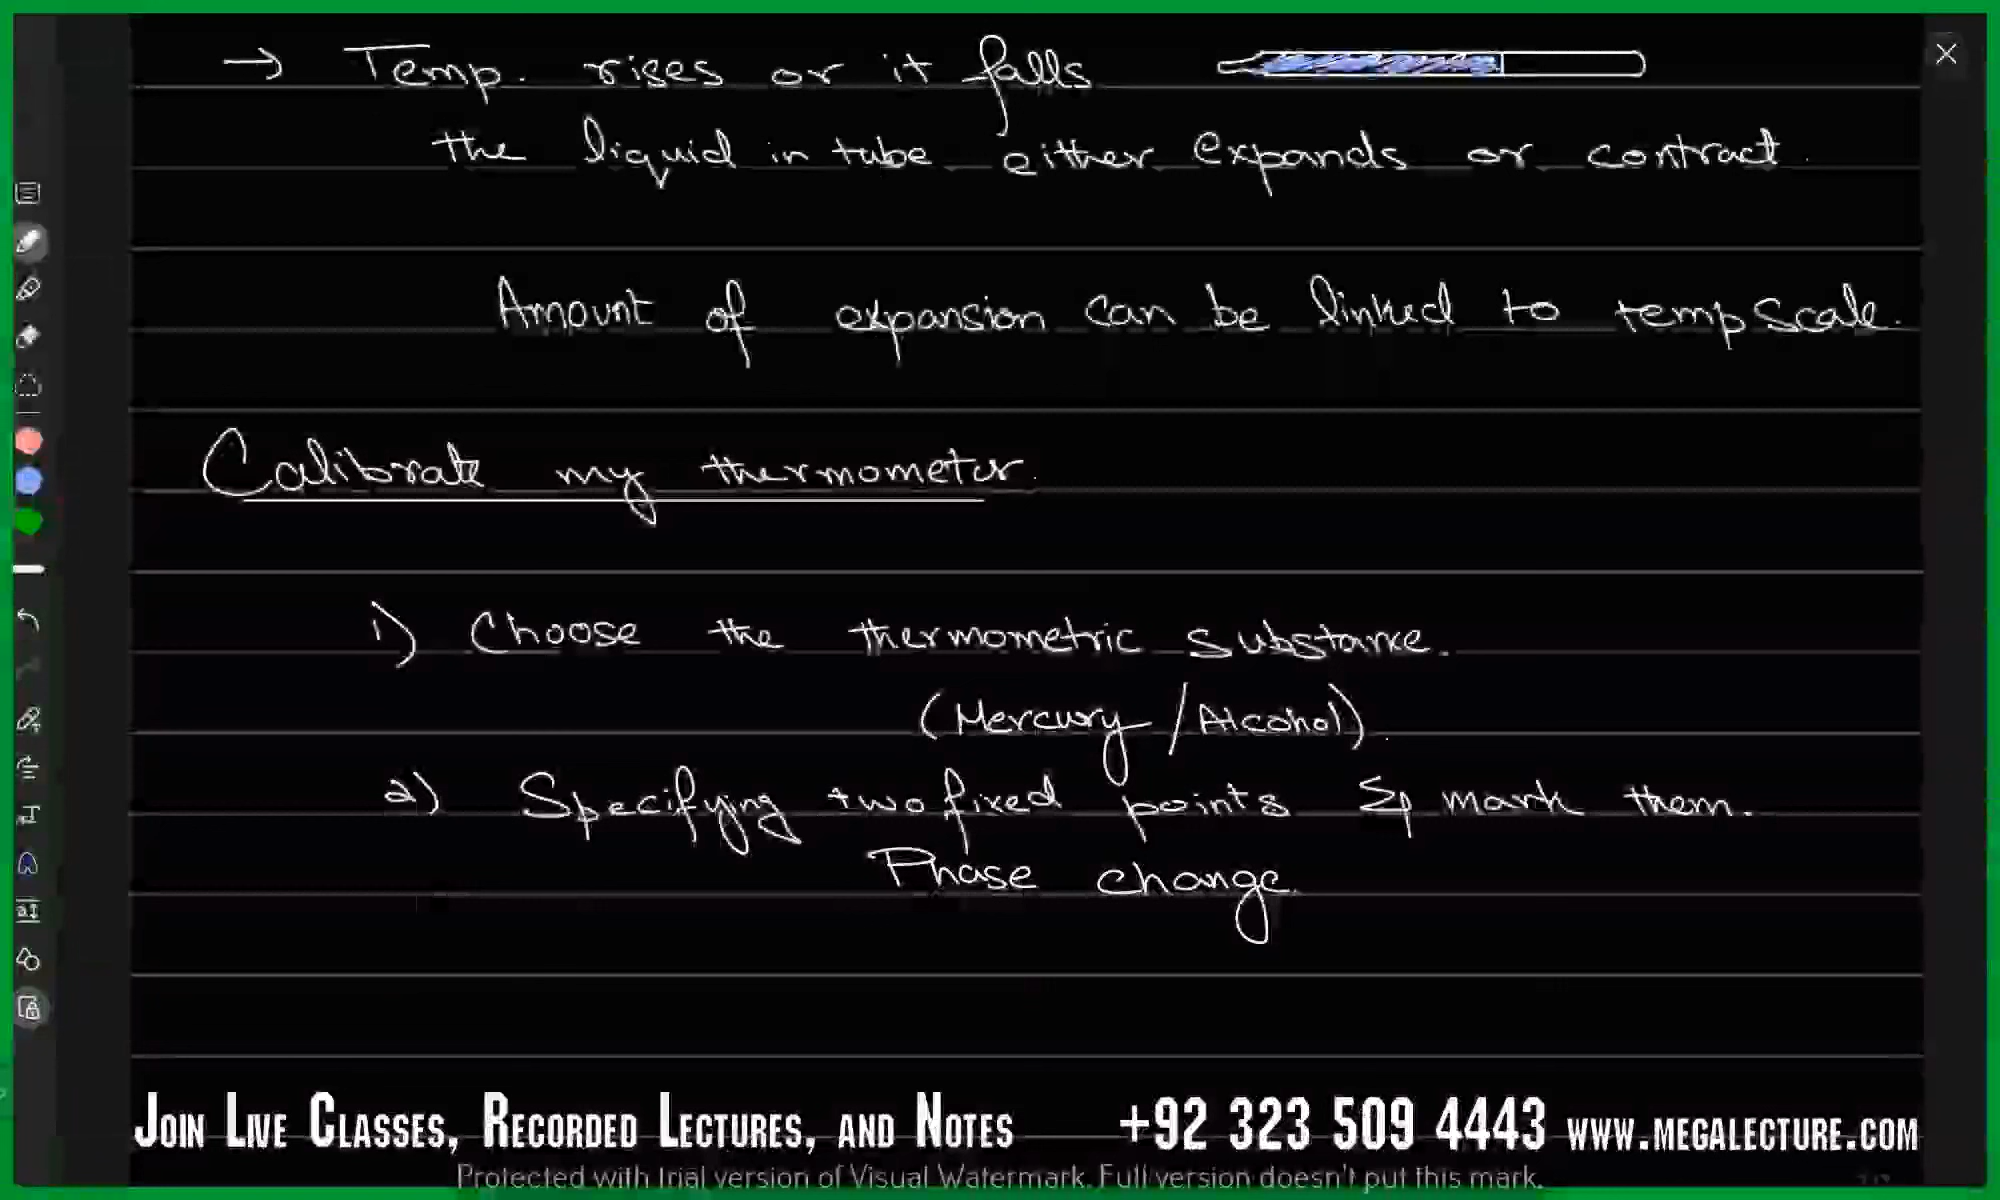 → Temp. rises or it falls
the liquid in tube either expands or contract.
Amount of expansion can be linked to temp scale.
Calibrate my thermometer.
1) Choose the thermometric substance.
(Mercury / Alcohol).
2) Specifying two fixed points & mark them.
Phase change.
JOIN LIVE CLASSES, RECORDED LECTURES, AND NOTES +92 323 509 4443 WWW.MEGALECTURE.COM
Protected with trial version of Visual Watermark. Full version doesn't put this mark.